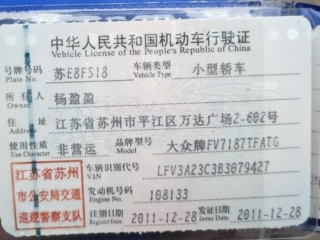 中华人民共和国机动车行驶证
Vehicle License of the People's Republic of China
号牌号码 Plate No. 苏E8F518 车辆类型 Vehicle Type 小型轿车
所有人 Owner 杨盈盈
住址 江苏省苏州市平江区万达广场2-602号
使用性质 Use Character 非营运 品牌型号 Model 大众牌FV7187TFATG
江苏省苏州市公安局交通巡逻警察支队
车辆识别代号 VIN LFV3A23C3B3079427
发动机号码 Engine No. 108133
注册日期 Register Date 2011-12-28 发证日期 Issue Date 2011-12-28